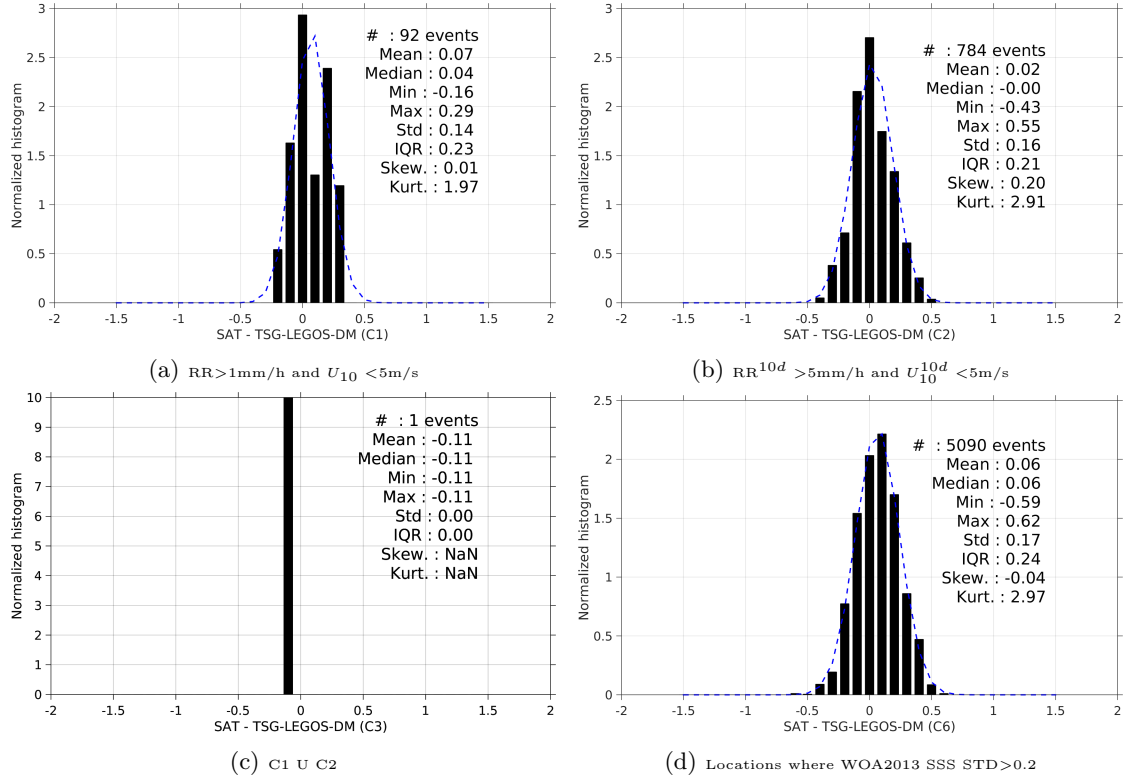 3
2.5
2
1.5
1
0.5
0
Normalized histogram
# : 92 events
Mean : 0.07
Median : 0.04
Min : -0.16
Max : 0.29
Std : 0.14
IQR : 0.23
Skew. : 0.01
Kurt. : 1.97
-2 -1.5 -1 -0.5 0 0.5 1 1.5 2
SAT - TSG-LEGOS-DM (C1)
(a) RR>1mm/h and U10 <5m/s
3
2.5
2
1.5
1
0.5
0
Normalized histogram
# : 784 events
Mean : 0.02
Median : -0.00
Min : -0.43
Max : 0.55
Std : 0.16
IQR : 0.21
Skew. : 0.20
Kurt. : 2.91
-2 -1.5 -1 -0.5 0 0.5 1 1.5 2
SAT - TSG-LEGOS-DM (C2)
(b) RR^10d >5mm/h and U10^10d <5m/s
10
9
8
7
6
5
4
3
2
1
0
Normalized histogram
# : 1 events
Mean : -0.11
Median : -0.11
Min : -0.11
Max : -0.11
Std : 0.00
IQR : 0.00
Skew. : NaN
Kurt. : NaN
-2 -1.5 -1 -0.5 0 0.5 1 1.5 2
SAT - TSG-LEGOS-DM (C3)
(c) C1 U C2
2.5
2
1.5
1
0.5
0
Normalized histogram
# : 5090 events
Mean : 0.06
Median : 0.06
Min : -0.59
Max : 0.62
Std : 0.17
IQR : 0.24
Skew. : -0.04
Kurt. : 2.97
-2 -1.5 -1 -0.5 0 0.5 1 1.5 2
SAT - TSG-LEGOS-DM (C6)
(d) Locations where WOA2013 SSS STD>0.2